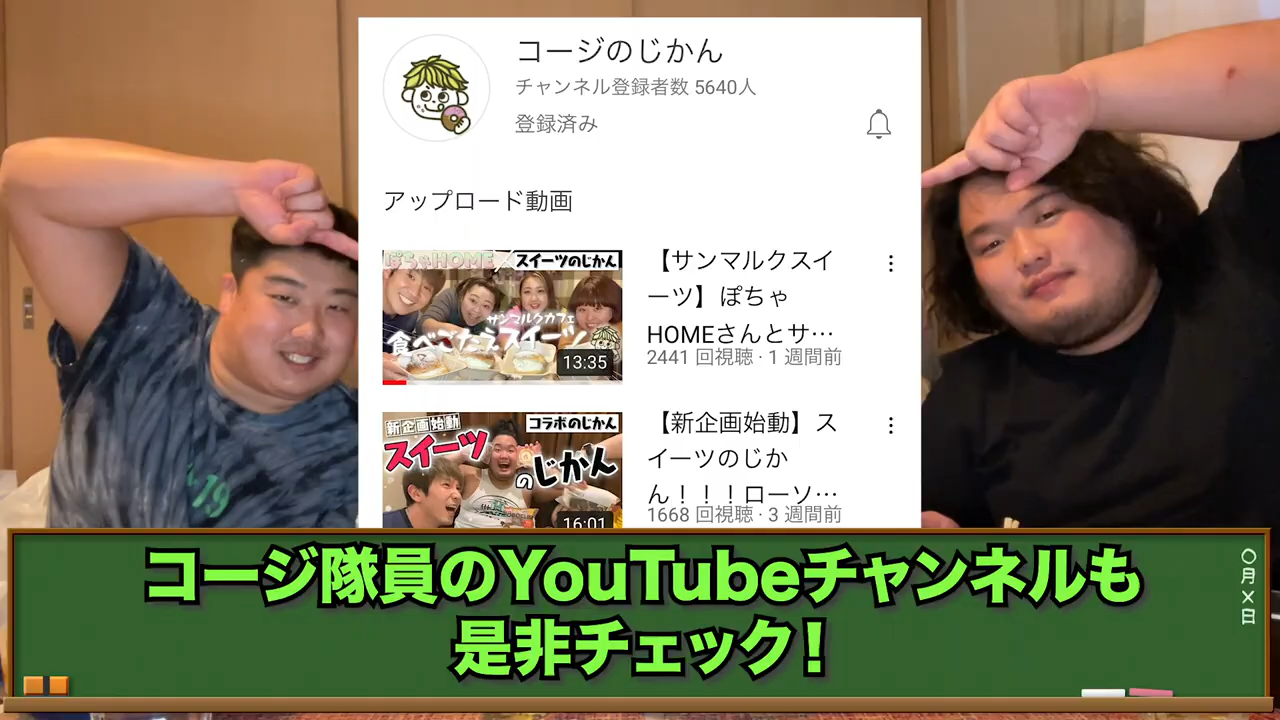 コージのじかん
チャンネル登録者数 5640人
登録済み
アップロード動画
ぽちゃHOME
スイーツのじかん
サンマルクカフェ
食べごたえスイーツ
13:35
【サンマルクスイ
ーツ】ぽちゃ
HOMEさんとサ…
2441 回視聴・1 週間前
新企画始動
コラボのじかん
スイーツ
のじかん
16:01
【新企画始動】ス
イーツのじか
ん！！！ローソ…
1668 回視聴・3 週間前
19
コージ隊員のYouTubeチャンネルも
是非チェック！
〇月×日